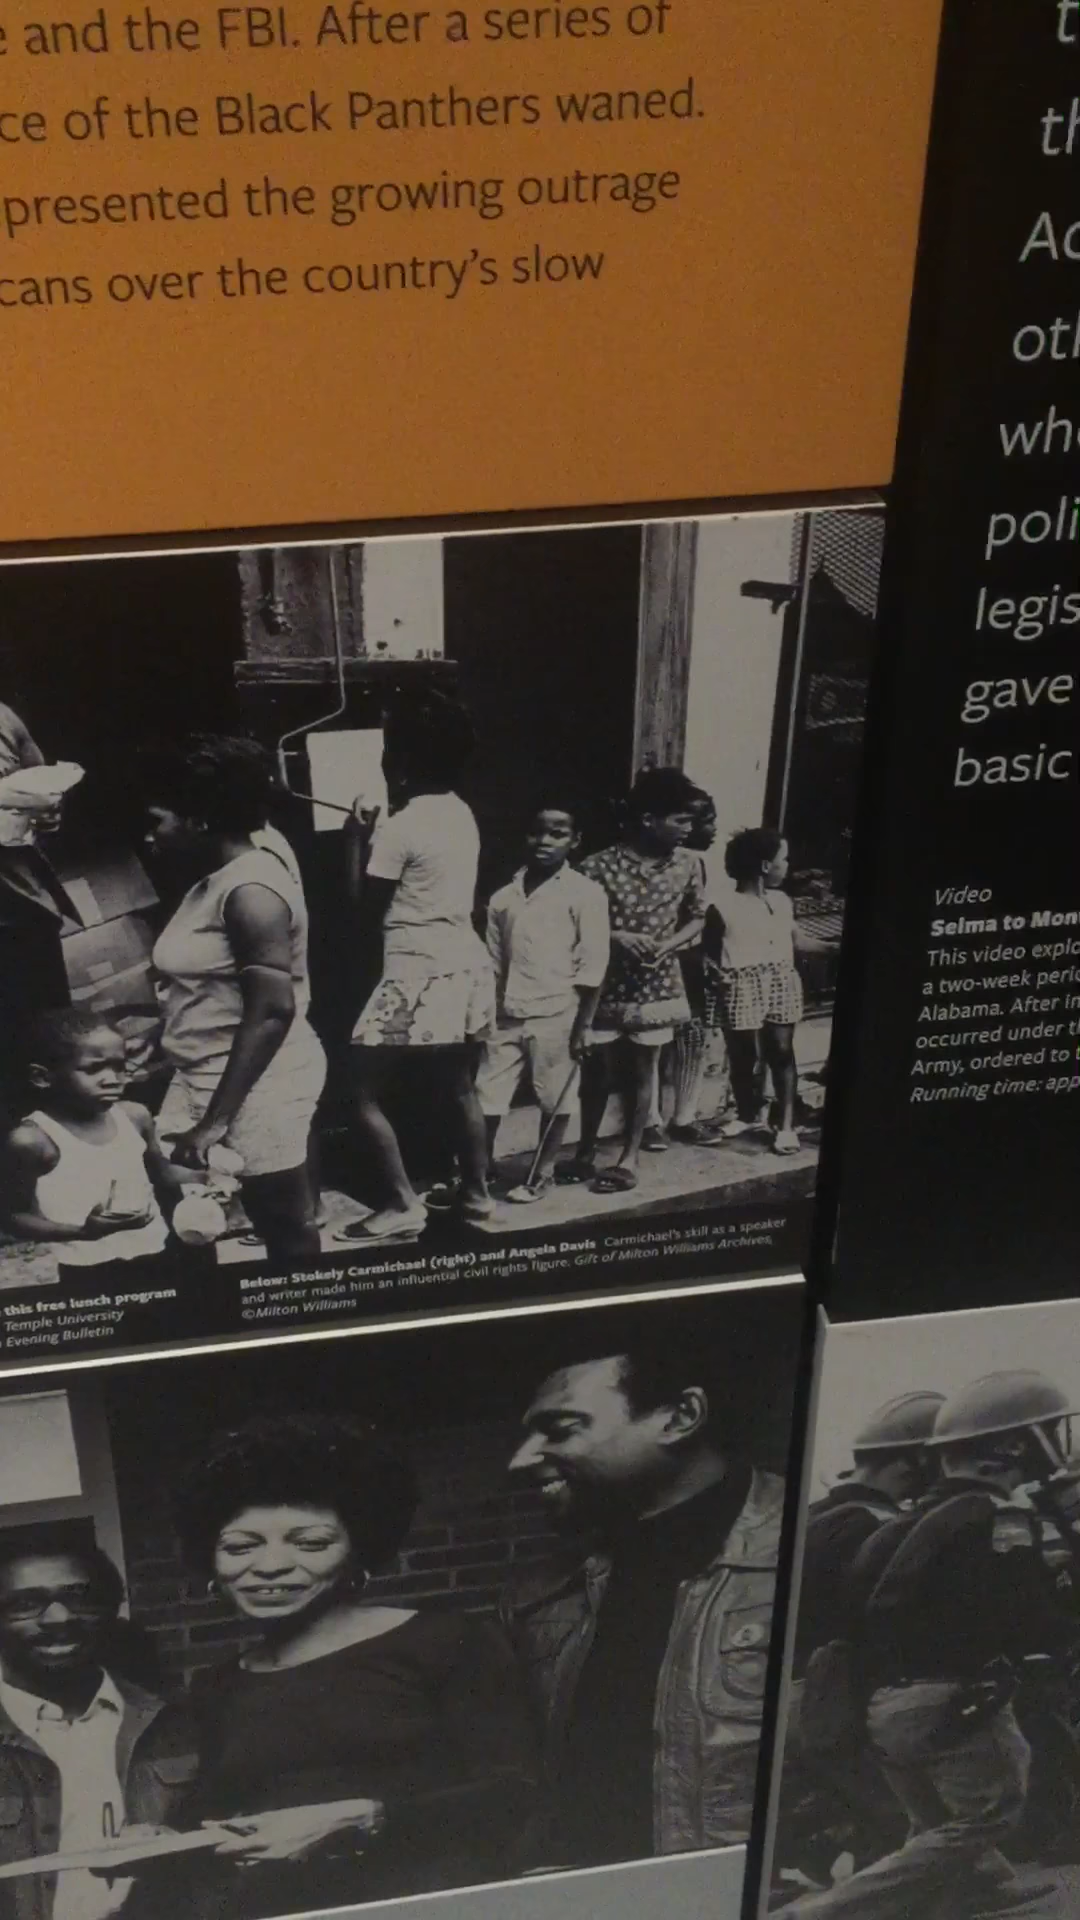 and the FBI. After a series of
ce of the Black Panthers waned.
presented the growing outrage
cans over the country's slow
this free lunch program
Temple University
Evening Bulletin
Below: Stokely Carmichael (right) and Angela Davis Carmichael's skill as a speaker
and writer made him an influential civil rights figure. Gift of Milton Williams Archives,
©Milton Williams
t
th
Ac
oth
who
poli
legis
gave
basic
Video
Selma to Mon
This video explo
a two-week perio
Alabama. After in
occurred under th
Army, ordered to t
Running time: app